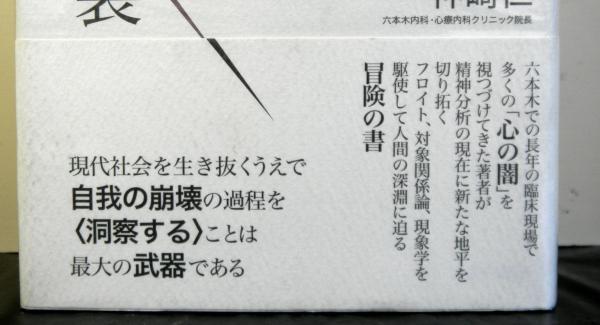 裂
神崎仁
六本木内科・心療内科クリニック院長
六本木での長年の臨床現場で
多くの「心の闇」を
視つづけてきた著者が
精神分析の現在に新たな地平を
切り拓く
フロイト、対象関係論、現象学を
駆使して人間の深淵に迫る
冒険の書
現代社会を生き抜くうえで
自我の崩壊の過程を
〈洞察する〉ことは
最大の武器である